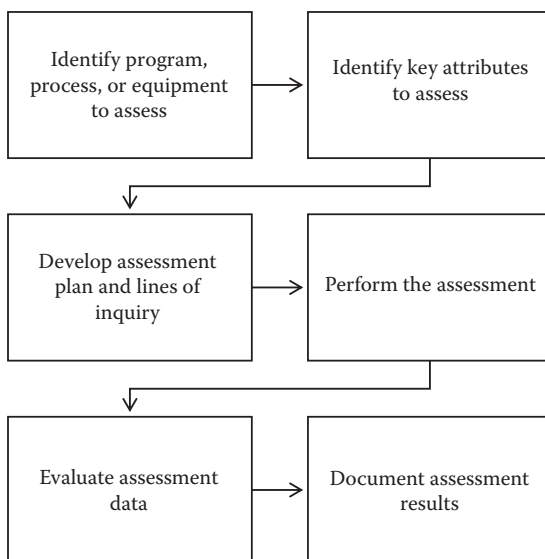 Identify program,
process, or equipment
to assess
Identify key attributes
to assess
Develop assessment
plan and lines of
inquiry
Perform the assessment
Evaluate assessment
data
Document assessment
results